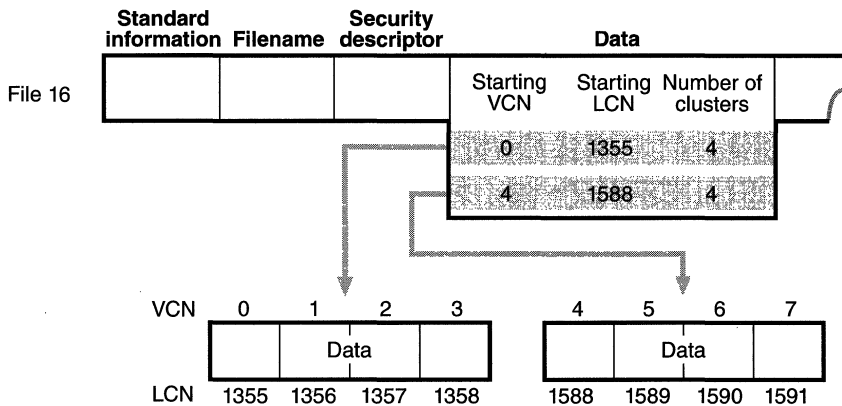 Standard information Filename Security descriptor Data
File 16
Starting VCN Starting LCN Number of clusters
0 1355 4
4 1588 4
VCN 0 1 2 3 4 5 6 7
Data Data
LCN 1355 1356 1357 1358 1588 1589 1590 1591